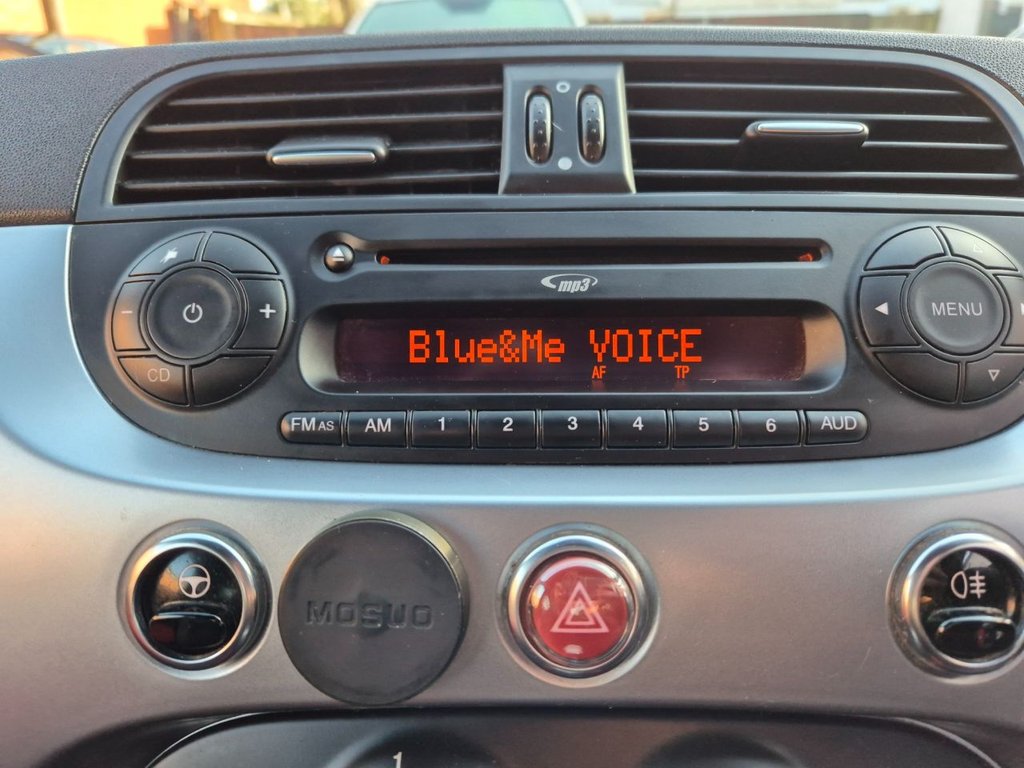 mp3
Blue&Me VOICE
AF TP
- +
CD
MENU
FM AS AM 1 2 3 4 5 6 AUD
MOSUO
1